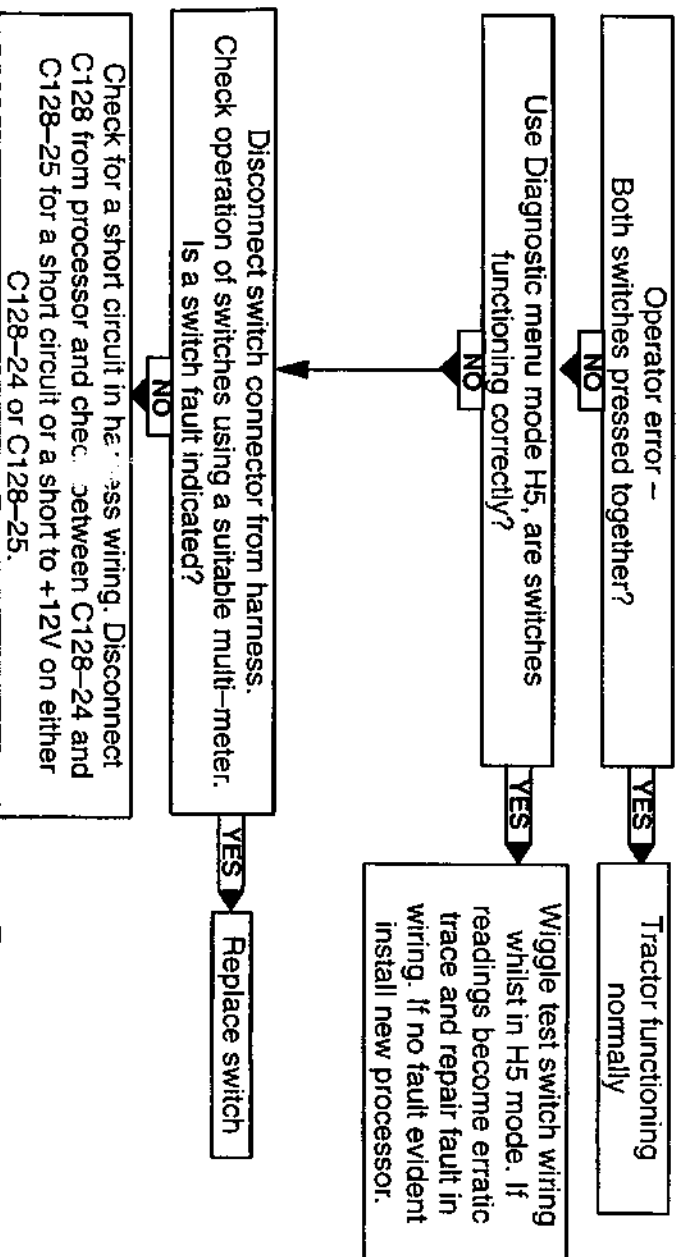 Operator error –
Both switches pressed together?
YES
Tractor functioning
normally
NO
Use Diagnostic menu mode H5, are switches
functioning correctly?
YES
Wiggle test switch wiring
whilst in H5 mode. If
readings become erratic
trace and repair fault in
wiring. If no fault evident
install new processor.
NO
Disconnect switch connector from harness.
Check operation of switches using a suitable multi–meter.
Is a switch fault indicated?
YES
Replace switch
NO
Check for a short circuit in wiring. Disconnect
C128 from processor and between C128–24 and
C128–25 for a short circuit or a short to +12V on either
C128–24 or C128–25.